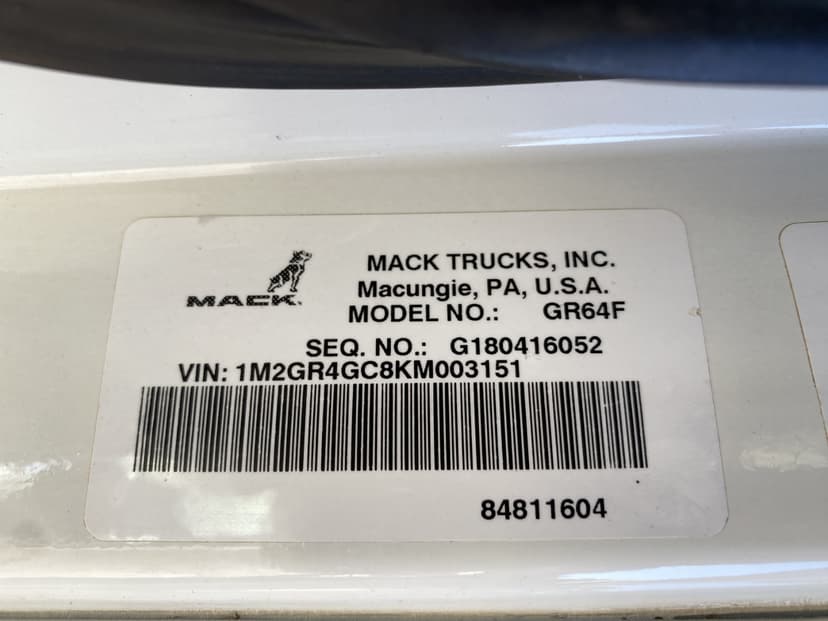 MACK TRUCKS, INC.
MACK. Macungie, PA, U.S.A.
MODEL NO.: GR64F
SEQ. NO.: G180416052
VIN: 1M2GR4GC8KM003151
84811604